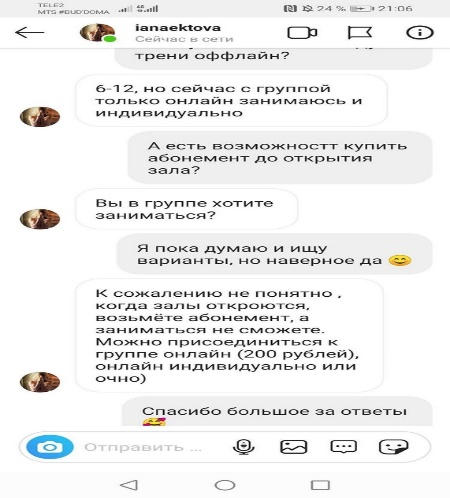 TELE2
MTS #BUD'DOMA
24 % 21:06
ianaektova
Сейчас в сети
трени оффлайн?
6-12, но сейчас с группой
только онлайн занимаюсь и
индивидуально
А есть возможностт купить
абонемент до открытия
зала?
Вы в группе хотите
заниматься?
Я пока думаю и ищу
варианты, но наверное да 😊
К сожалению не понятно ,
когда залы откроются,
возьмёте абонемент, а
заниматься не сможете.
Можно присоединиться к
группе онлайн (200 рублей),
онлайн индивидуально или
очно)
Спасибо большое за ответы
🥰
Отправить ...